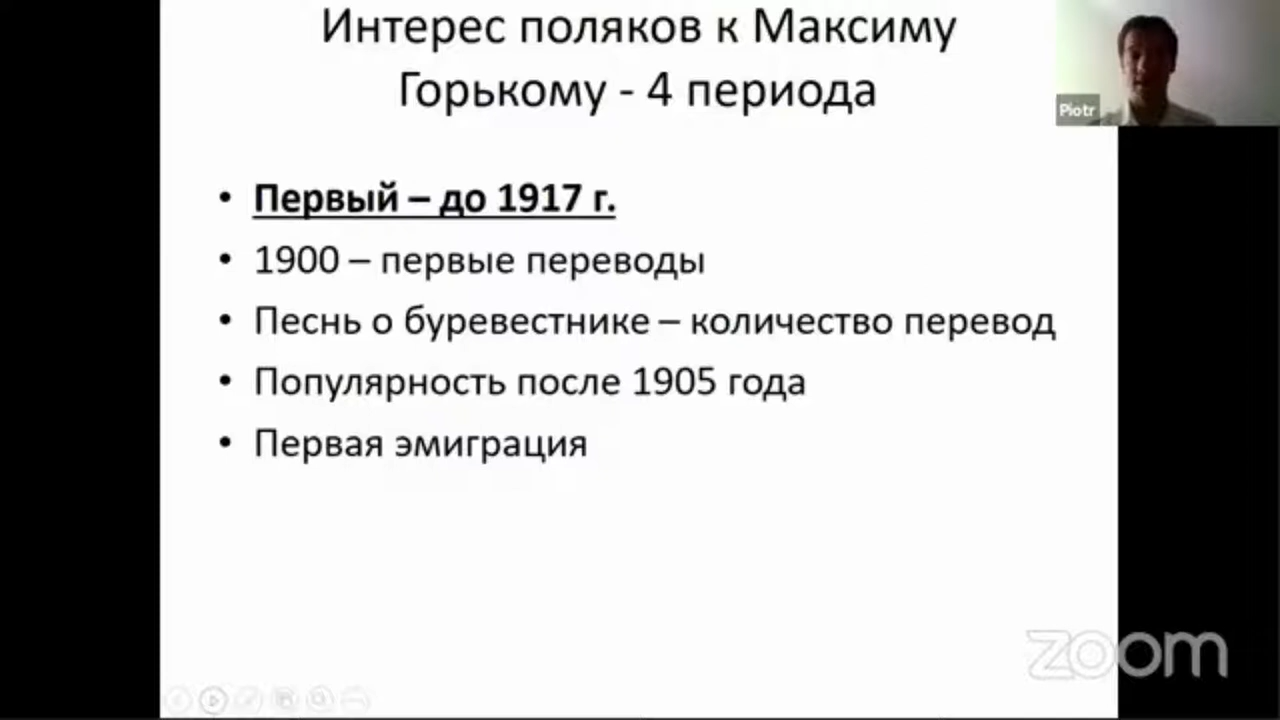 Интерес поляков к Максиму
Горькому - 4 периода
Piotr
• Первый – до 1917 г.
• 1900 – первые переводы
• Песнь о буревестнике – количество перевод
• Популярность после 1905 года
• Первая эмиграция
zoom